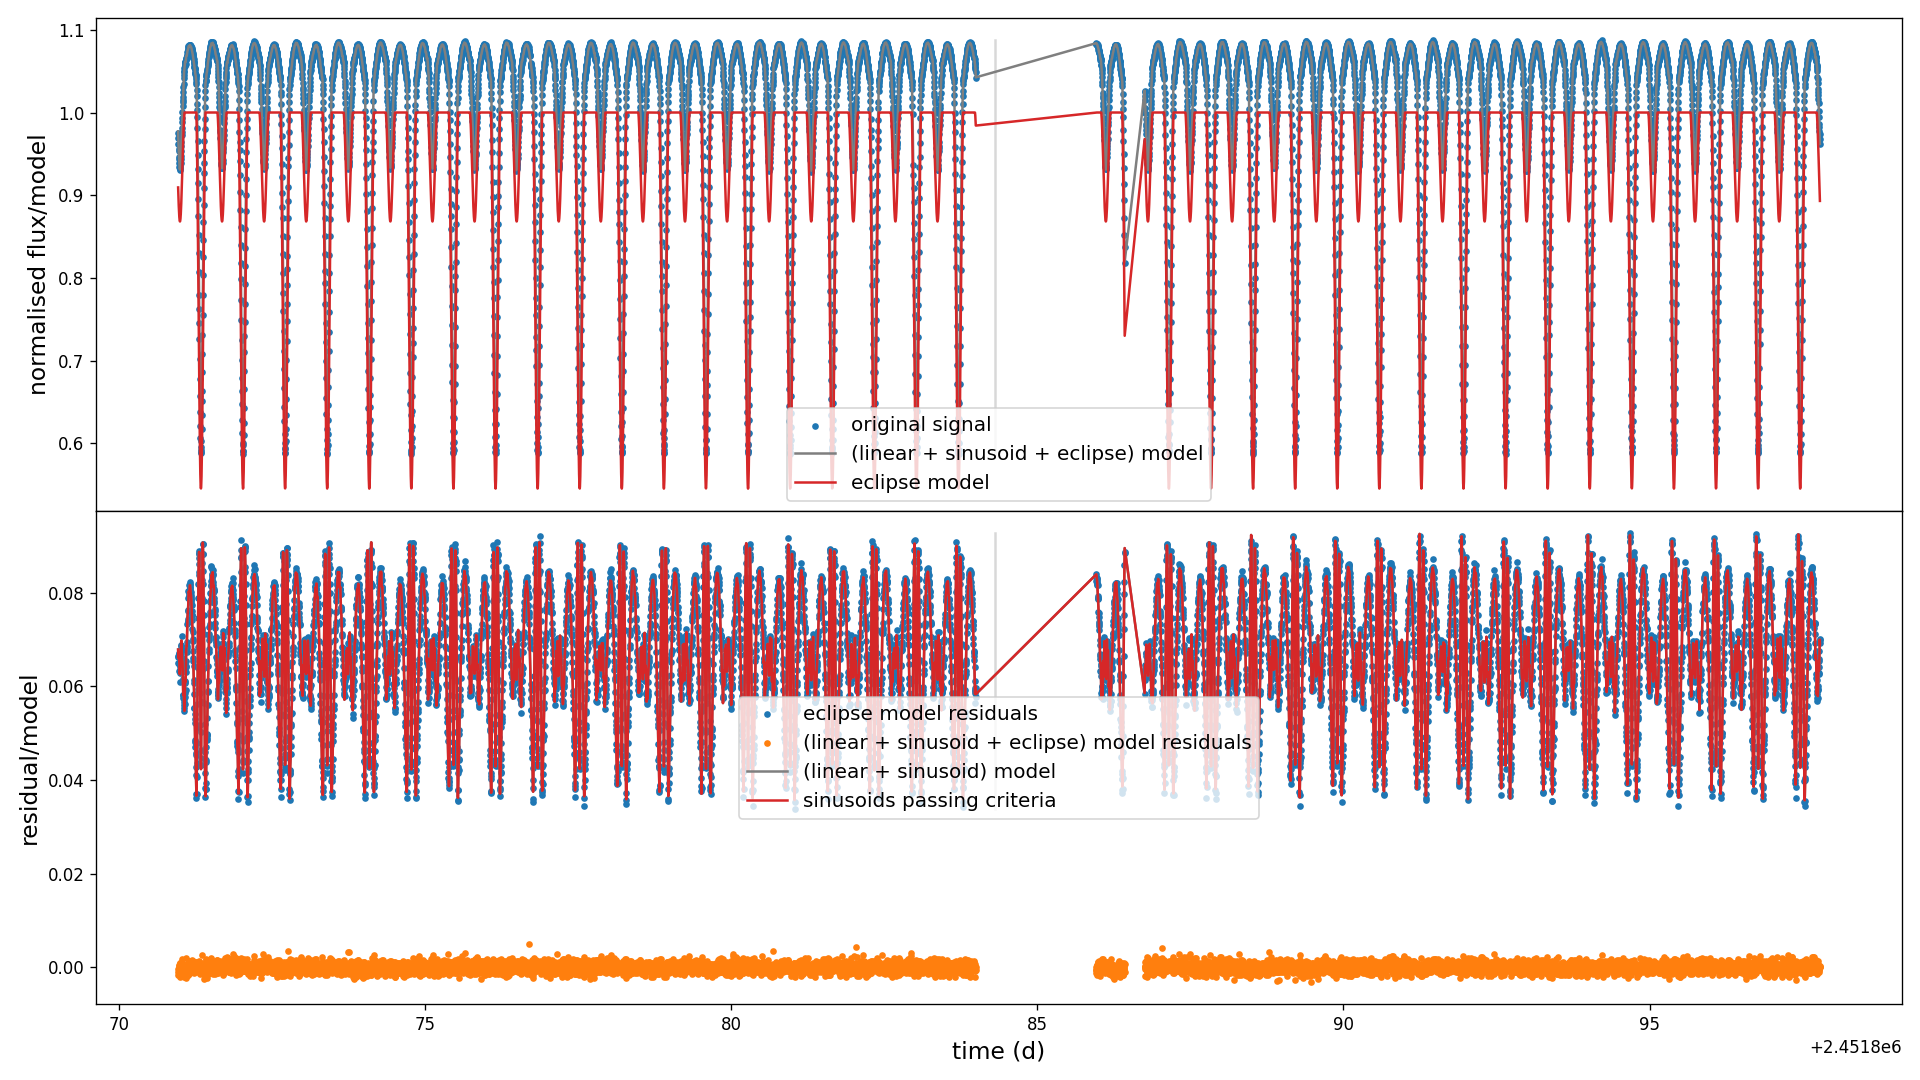 normalised flux/model
1.1
1.0
0.9
0.8
0.7
0.6
original signal
(linear + sinusoid + eclipse) model
eclipse model
residual/model
0.08
0.06
0.04
0.02
0.00
eclipse model residuals
(linear + sinusoid + eclipse) model residuals
(linear + sinusoid) model
sinusoids passing criteria
70 75 80 85 90 95
time (d)
+2.4518e6